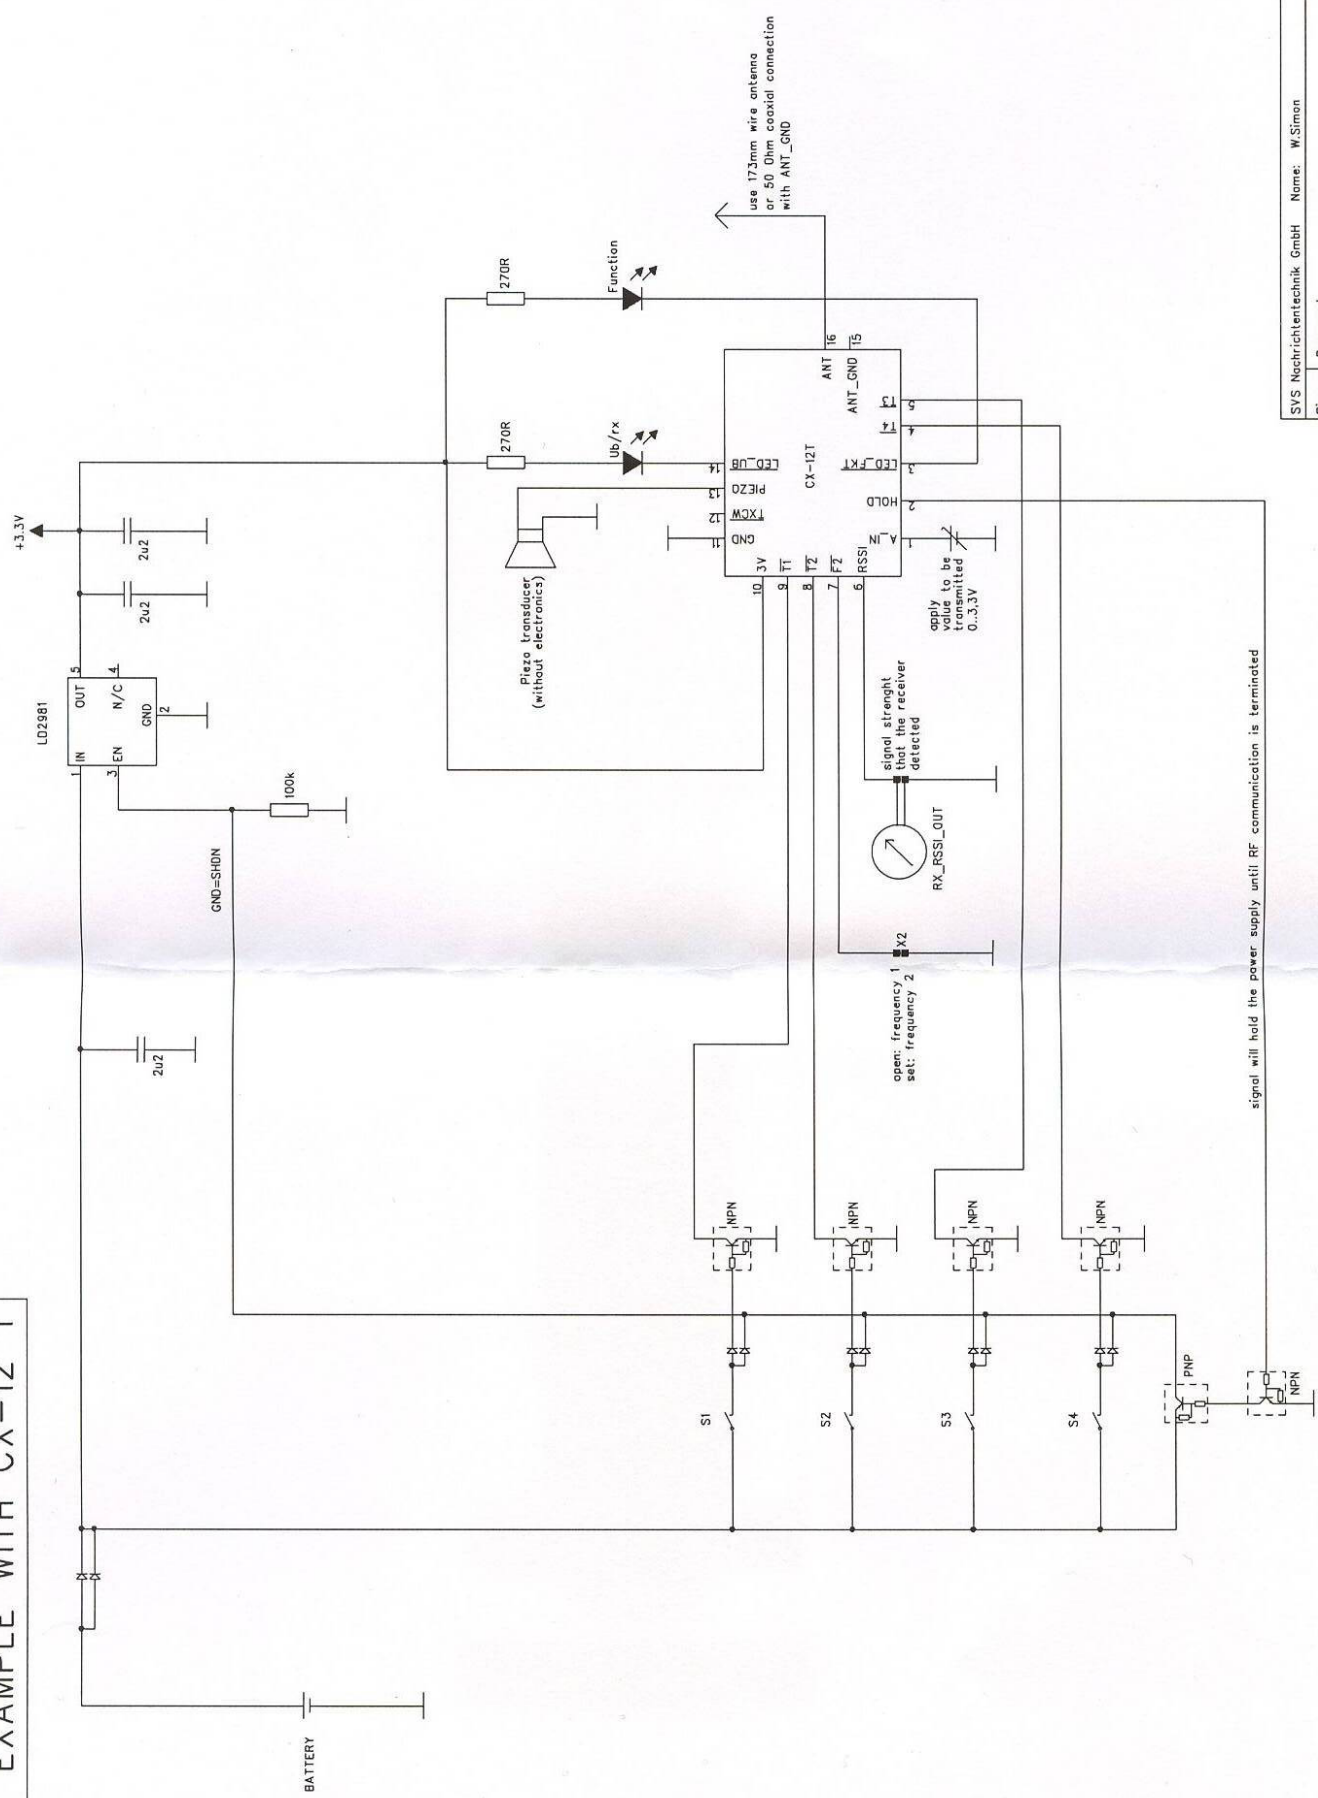 EXAMPLE WITH CX-12 T
BATTERY
2u2
GND=SHDN
100k
LD2981
1
IN
OUT
5
3
EN
N/C
4
GND
2
2u2
2u2
+3.3V
Piezo transducer
(without electronics)
270R
Ub/rx
270R
Function
use 173mm wire antenna
or 50 Ohm coaxial connection
with ANT_GND
11
GND
12
TXCW
13
PIEZO
14
LED_UB
10
3V
9
T1
8
T2
7
F2
6
RSSI
CX-12T
ANT
16
ANT_GND
15
A_IN
1
HOLD
2
LED_FKT
3
T4
4
T3
5
apply
value to be
transmitted
0..3,3V
signal strenght
that the receiver
detected
RX_RSSI_OUT
X2
open: frequency 1
set: frequency 2
S1
NPN
S2
NPN
S3
NPN
S4
NPN
PNP
NPN
signal will hold the power supply until RF communication is terminated
SVS Nachrichtentechnik GmbH Name: W.Simon